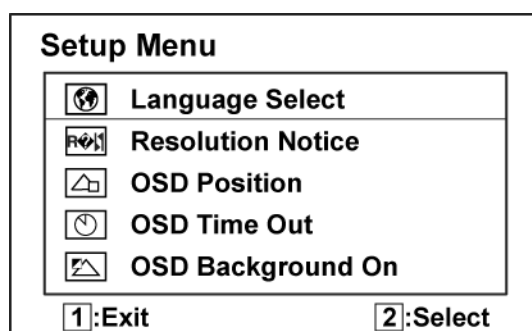 Setup Menu
Language Select
Resolution Notice
OSD Position
OSD Time Out
OSD Background On
1:Exit 2:Select